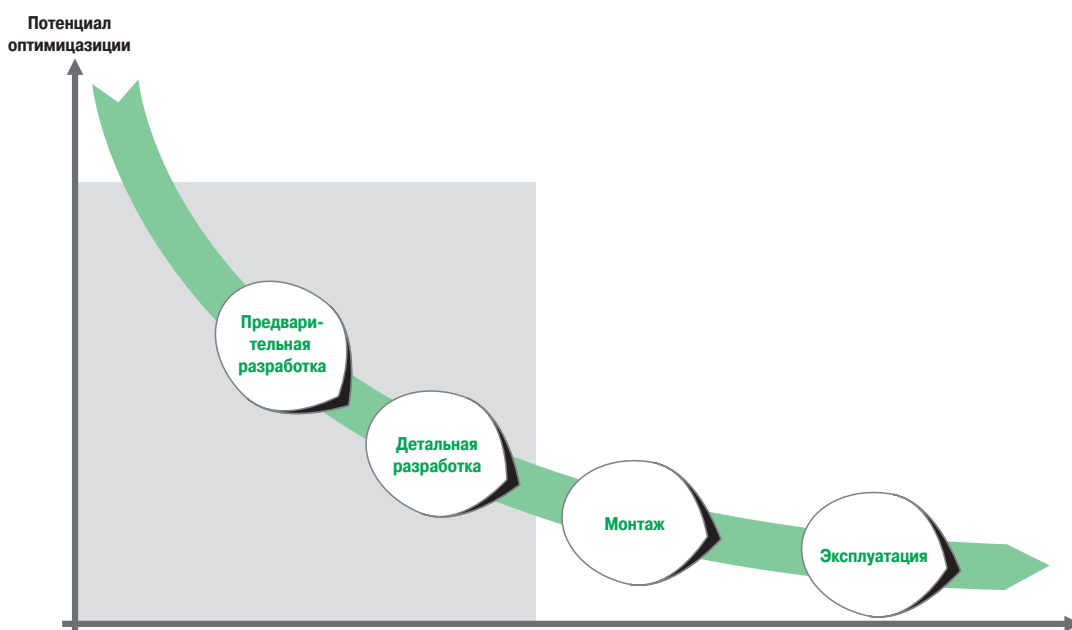 Потенциал
оптимицазиции
Предвари-
тельная
разработка
Детальная
разработка
Монтаж
Эксплуатация